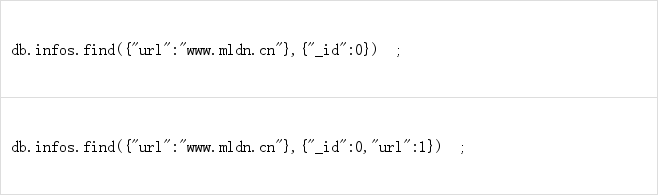 db.infos.find({"url":"www.mldn.cn"},{"_id":0}) ;
db.infos.find({"url":"www.mldn.cn"},{"_id":0,"url":1}) ;